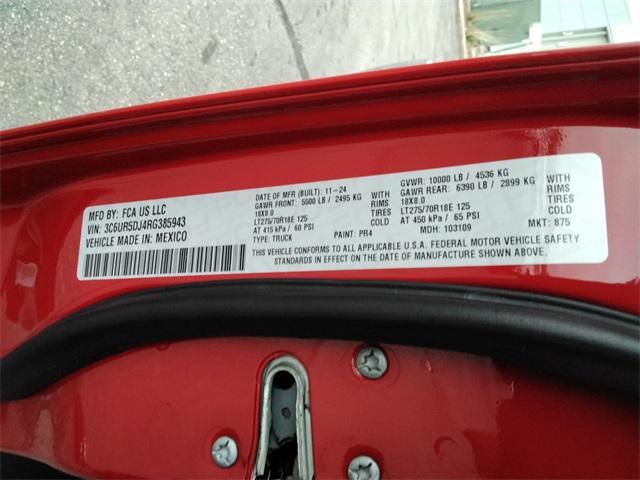 MFD BY: FCA US LLC
VIN: 3C6UR5DJ4RG385943
VEHICLE MADE IN: MEXICO
DATE OF MFR (BUILT): 11-24
GAWR FRONT: 5500 LB / 2495 KG WITH
18X8.0 RIMS
LT275/70R18E 125 TIRES
AT 415 kPa / 60 PSI COLD
TYPE: TRUCK PAINT: PR4
GVWR: 10000 LB / 4536 KG
GAWR REAR: 6390 LB / 2899 KG WITH
18X8.0 RIMS
LT275/70R18E 125 TIRES
AT 450 kPa / 65 PSI COLD
MDH: 103109 MKT: 875
THIS VEHICLE CONFORMS TO ALL APPLICABLE U.S.A. FEDERAL MOTOR VEHICLE SAFETY
STANDARDS IN EFFECT ON THE DATE OF MANUFACTURE SHOWN ABOVE.